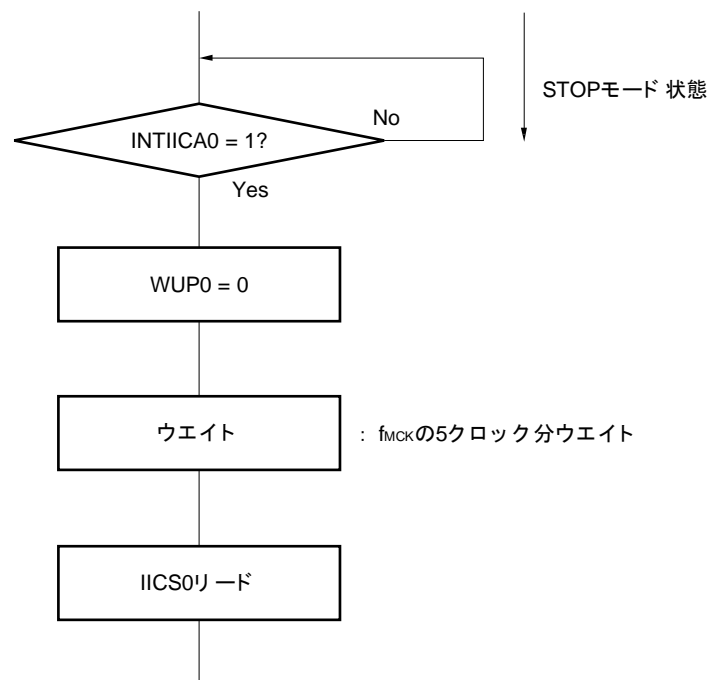 STOPモード 状態
No
INTIICA0 = 1?
Yes
WUP0 = 0
ウエイト
: fMCKの5クロック分ウエイト
IICS0リード